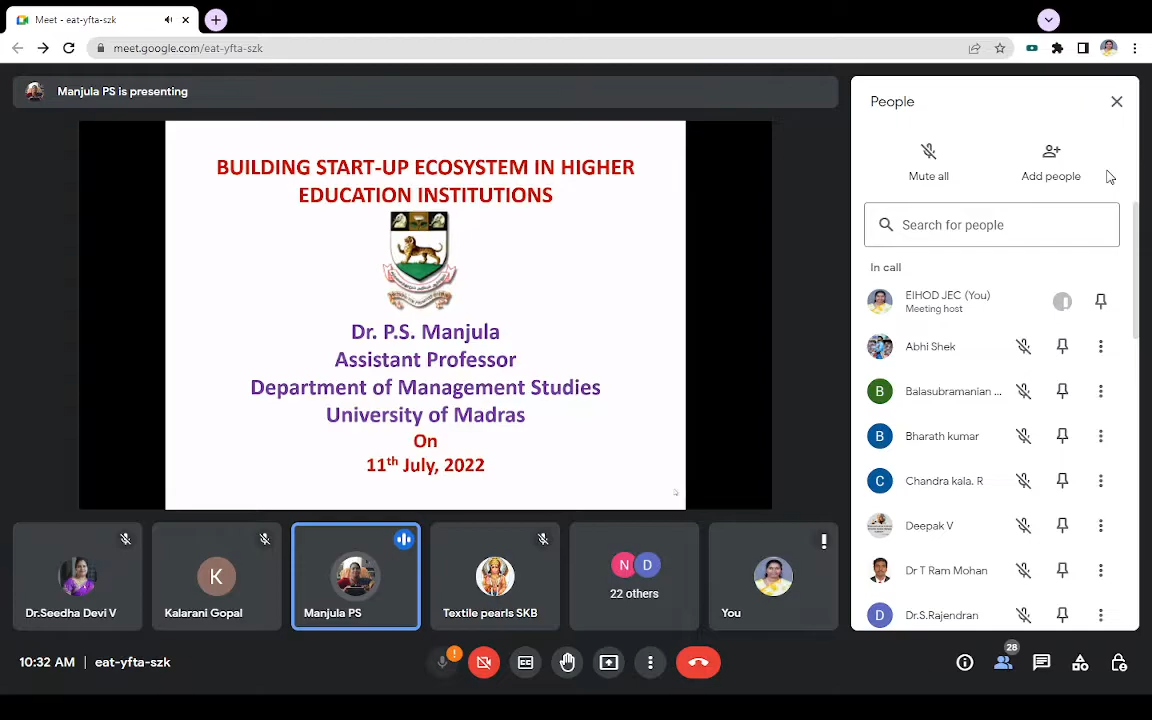 Meet - eat-yfta-szk
meet.google.com/eat-yfta-szk
Manjula PS is presenting
BUILDING START-UP ECOSYSTEM IN HIGHER
EDUCATION INSTITUTIONS
Dr. P.S. Manjula
Assistant Professor
Department of Management Studies
University of Madras
On
11th July, 2022
People
Mute all
Add people
Search for people
In call
EIHOD JEC (You)
Meeting host
Abhi Shek
B
Balasubramanian ...
B
Bharath kumar
C
Chandra kala. R
Deepak V
Dr T Ram Mohan
D
Dr.S.Rajendran
Dr.Seedha Devi V
K
Kalarani Gopal
Manjula PS
Textile pearls SKB
N D
22 others
You
10:32 AM | eat-yfta-szk
28